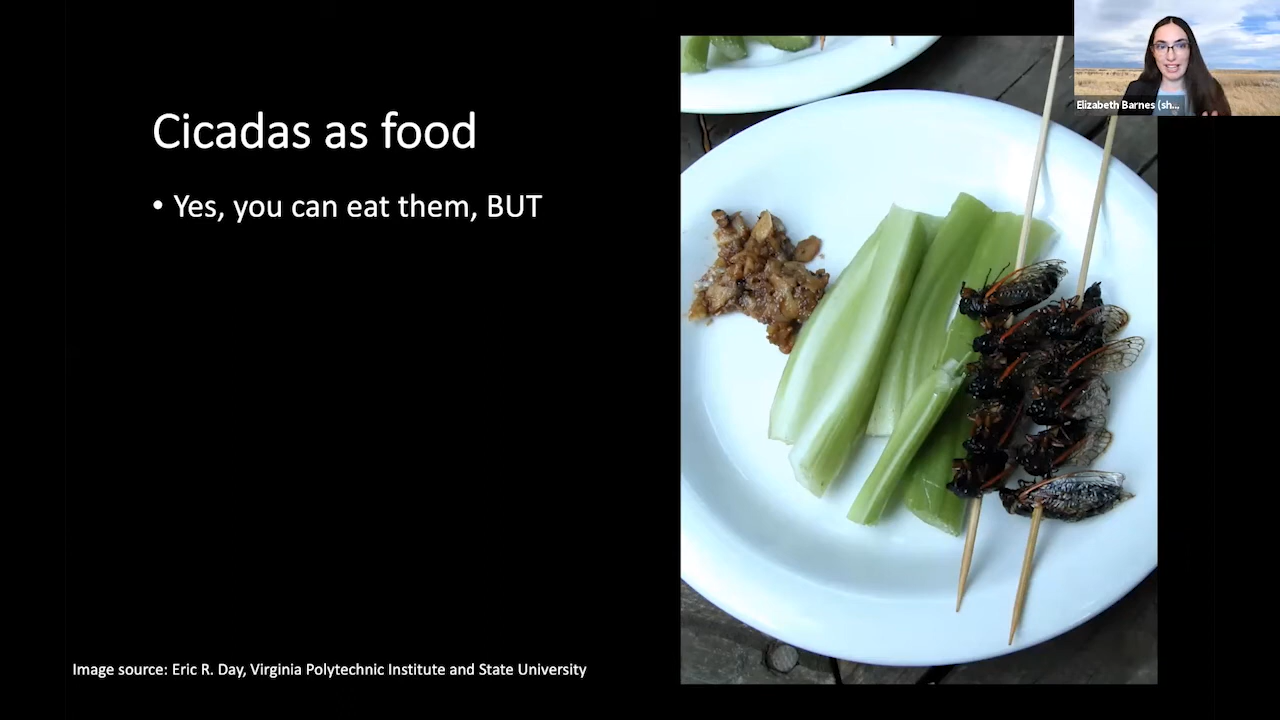 Cicadas as food
• Yes, you can eat them, BUT
Elizabeth Barnes (sh...
Image source: Eric R. Day, Virginia Polytechnic Institute and State University